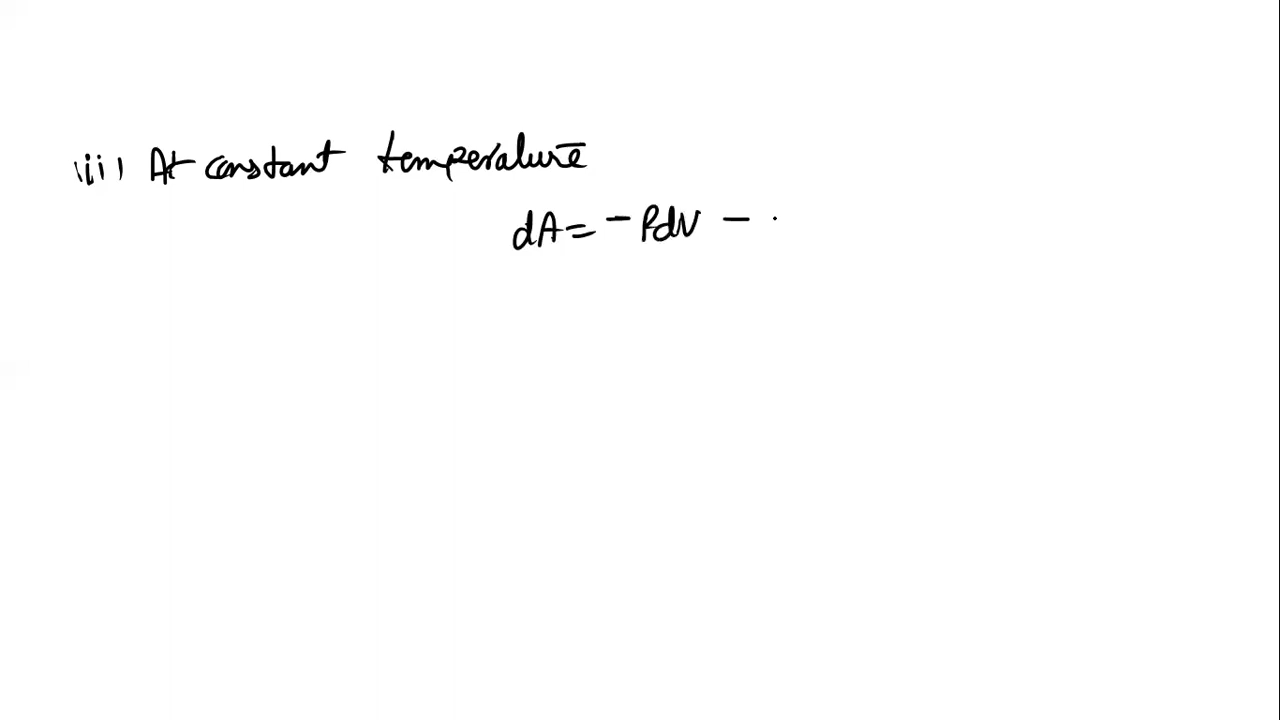 (ii) At constant temperature
dA = - PdV - .